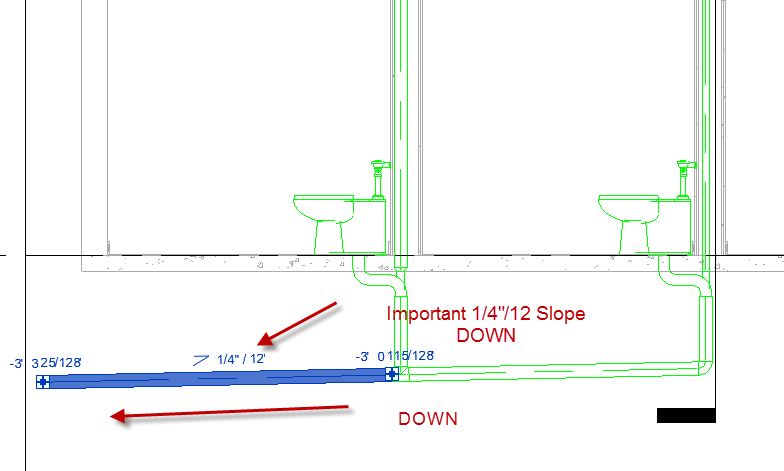 Important 1/4"/12 Slope
DOWN
-3' 3 25/128"
1/4" / 12"
-3' 0 115/128"
DOWN